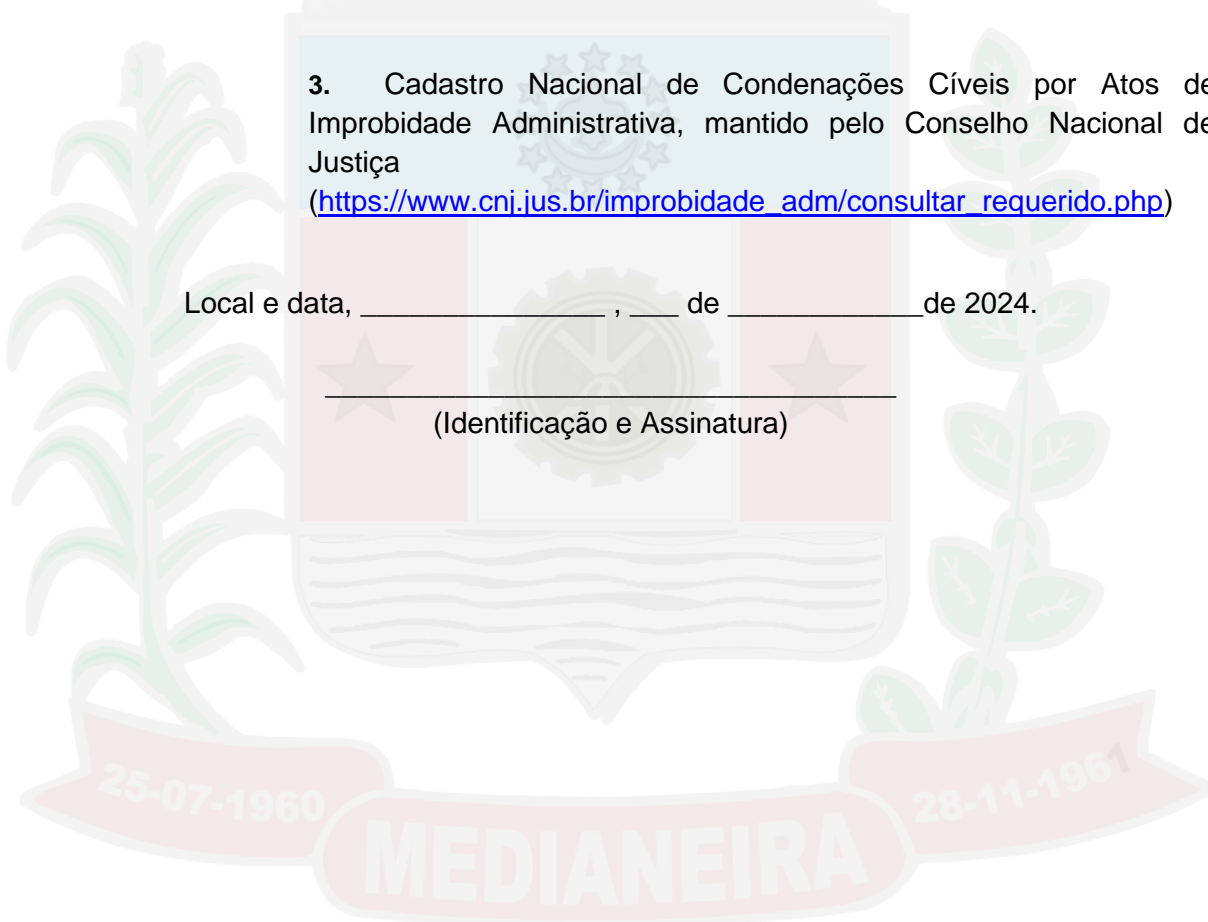 3. Cadastro Nacional de Condenações Cíveis por Atos de
Improbidade Administrativa, mantido pelo Conselho Nacional de
Justiça
(https://www.cnj.jus.br/improbidade_adm/consultar_requerido.php)
Local e data, _______________ , ___ de ____________de 2024.
___________________________________
(Identificação e Assinatura)
25-07-1960
MEDIANEIRA
28-11-1961